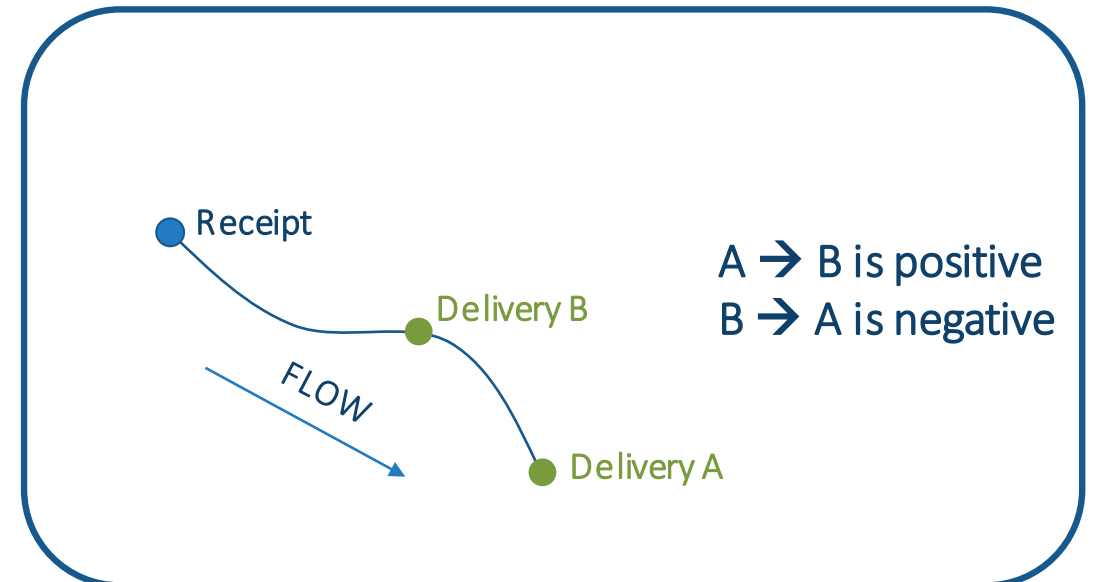 Receipt
Delivery B
A → B is positive
B → A is negative
FLOW
Delivery A